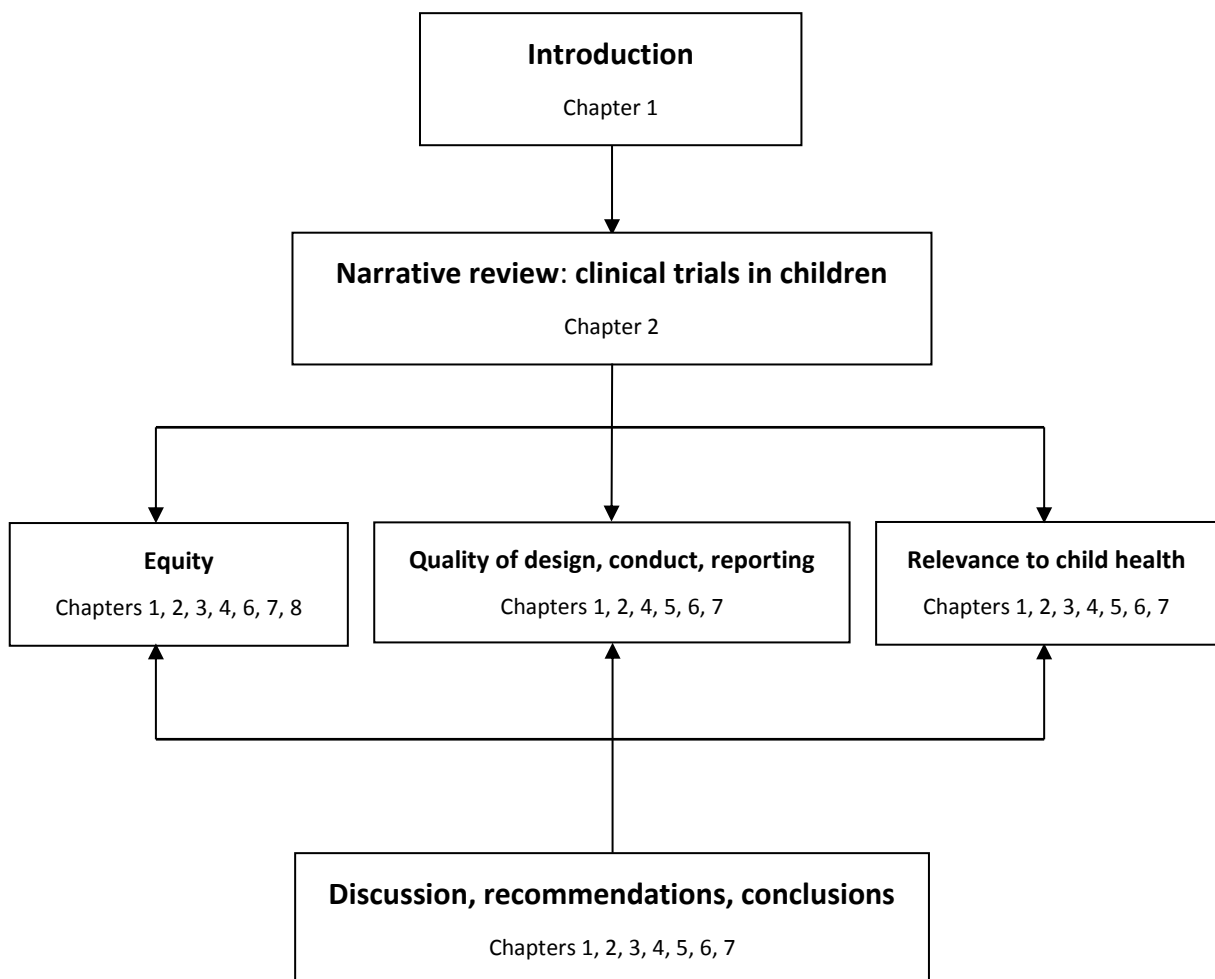 Introduction
Chapter 1
Narrative review: clinical trials in children
Chapter 2
Equity
Chapters 1, 2, 3, 4, 6, 7, 8
Quality of design, conduct, reporting
Chapters 1, 2, 4, 5, 6, 7
Relevance to child health
Chapters 1, 2, 3, 4, 5, 6, 7
Discussion, recommendations, conclusions
Chapters 1, 2, 3, 4, 5, 6, 7